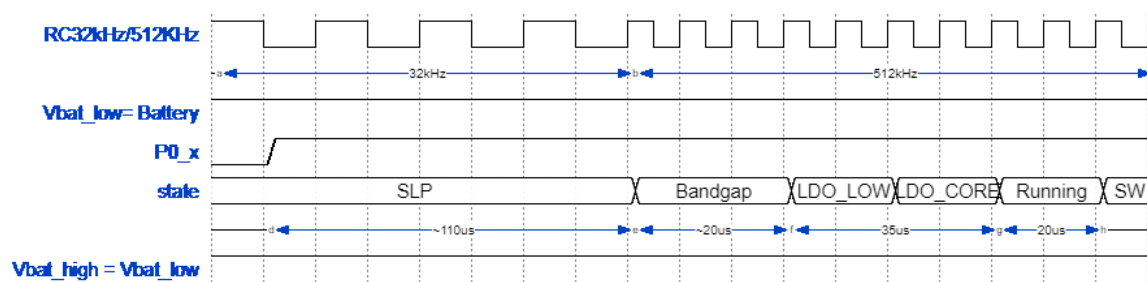 RC32kHz/512KHz
a 32kHz b 512kHz
Vbat_low= Battery
P0_x
state SLP Bandgap LDO_LOW LDO_CORE Running SW
d ~110us e ~20us f 35us g 20us h
Vbat_high = Vbat_low